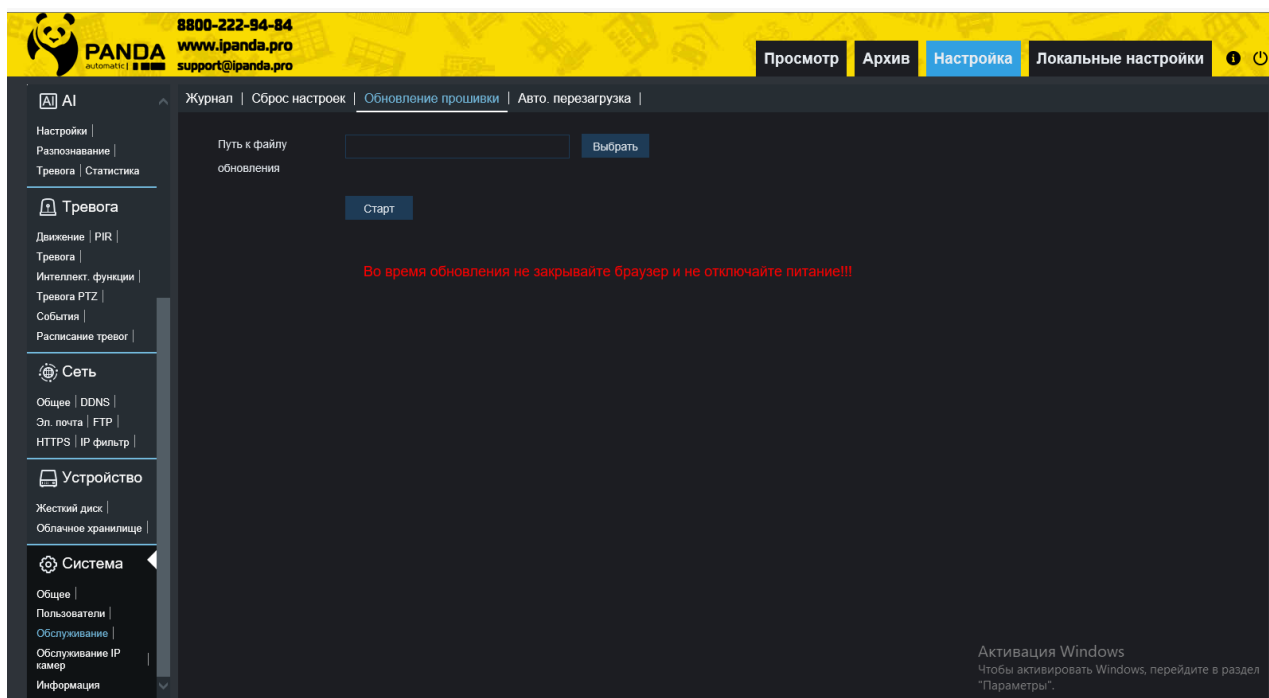 8800-222-94-84
PANDA www.ipanda.pro
automatic support@ipanda.pro
Просмотр Архив Настройка Локальные настройки
AI AI
Журнал | Сброс настроек | Обновление прошивки | Авто. перезагрузка |
Настройки |
Разпознавание |
Тревога | Статистика
Путь к файлу
обновления
Выбрать
Старт
Во время обновления не закрывайте браузер и не отключайте питание!!!
Тревога
Движение | PIR |
Тревога |
Интеллект. функции |
Тревога PTZ |
События |
Расписание тревог |
Сеть
Общее | DDNS |
Эл. почта | FTP |
HTTPS | IP фильтр |
Устройство
Жесткий диск |
Облачное хранилище |
Система
Общее |
Пользователи |
Обслуживание |
Обслуживание IP
камер |
Информация
Активация Windows
Чтобы активировать Windows, перейдите в раздел
"Параметры".